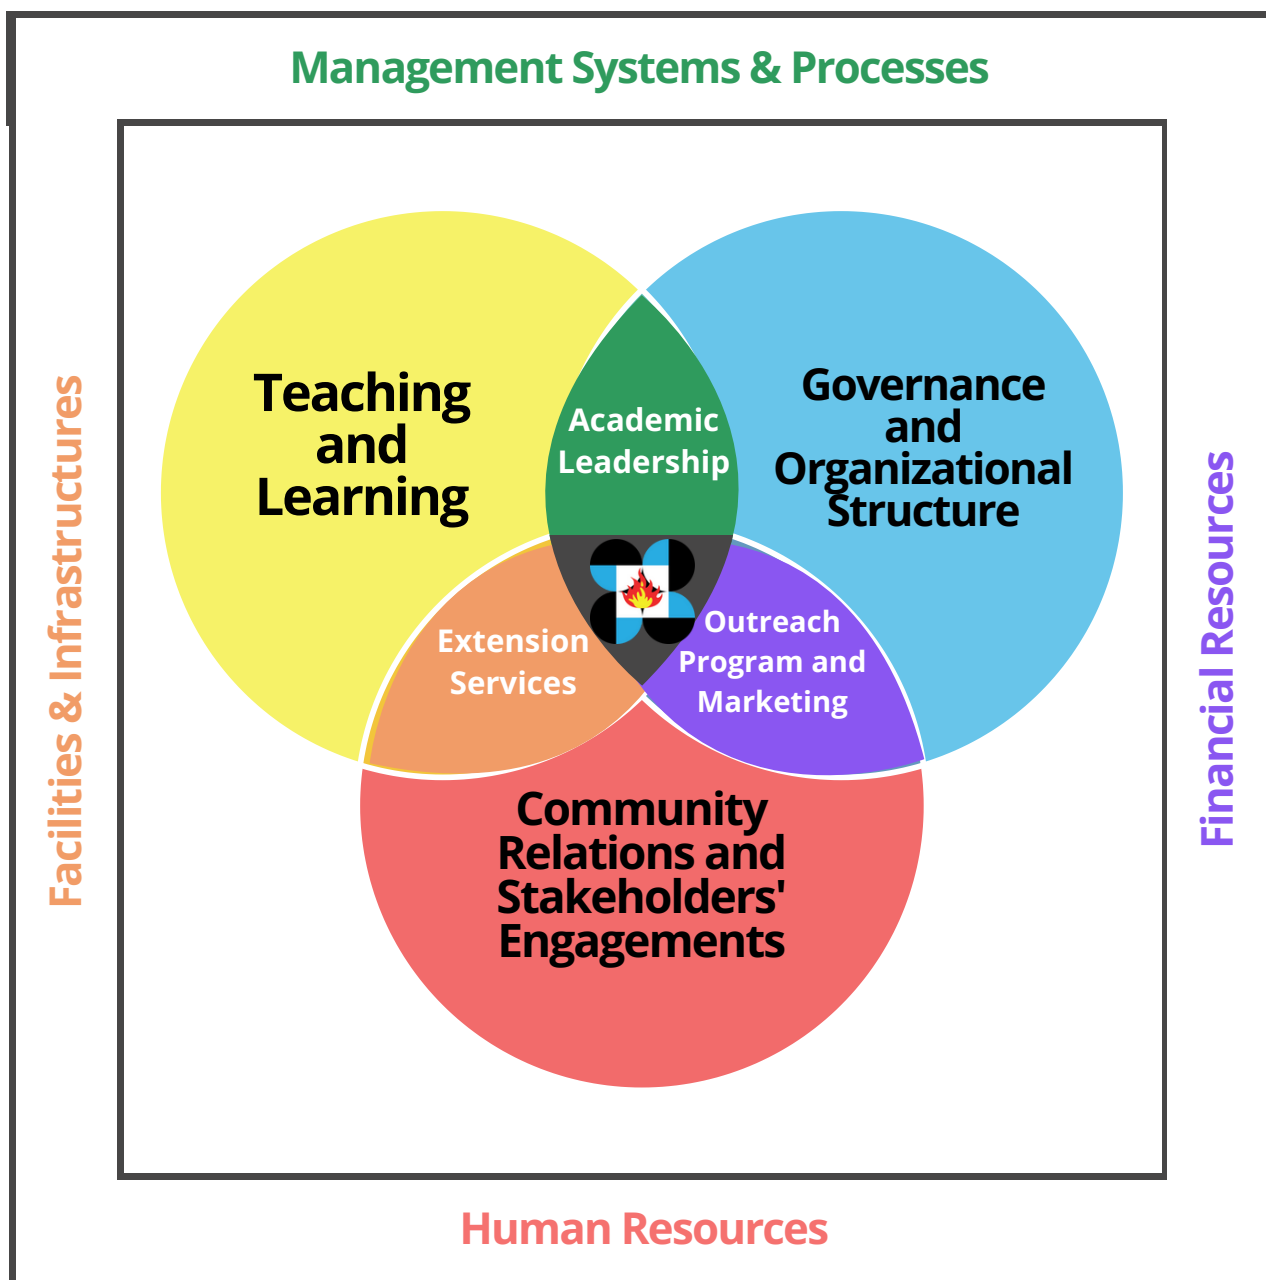 Management Systems & Processes
Teaching
and
Learning
Academic
Leadership
Governance
and
Organizational
Structure
Facilities & Infrastructures
Financial Resources
Extension
Services
Outreach
Program and
Marketing
Community
Relations and
Stakeholders'
Engagements
Human Resources